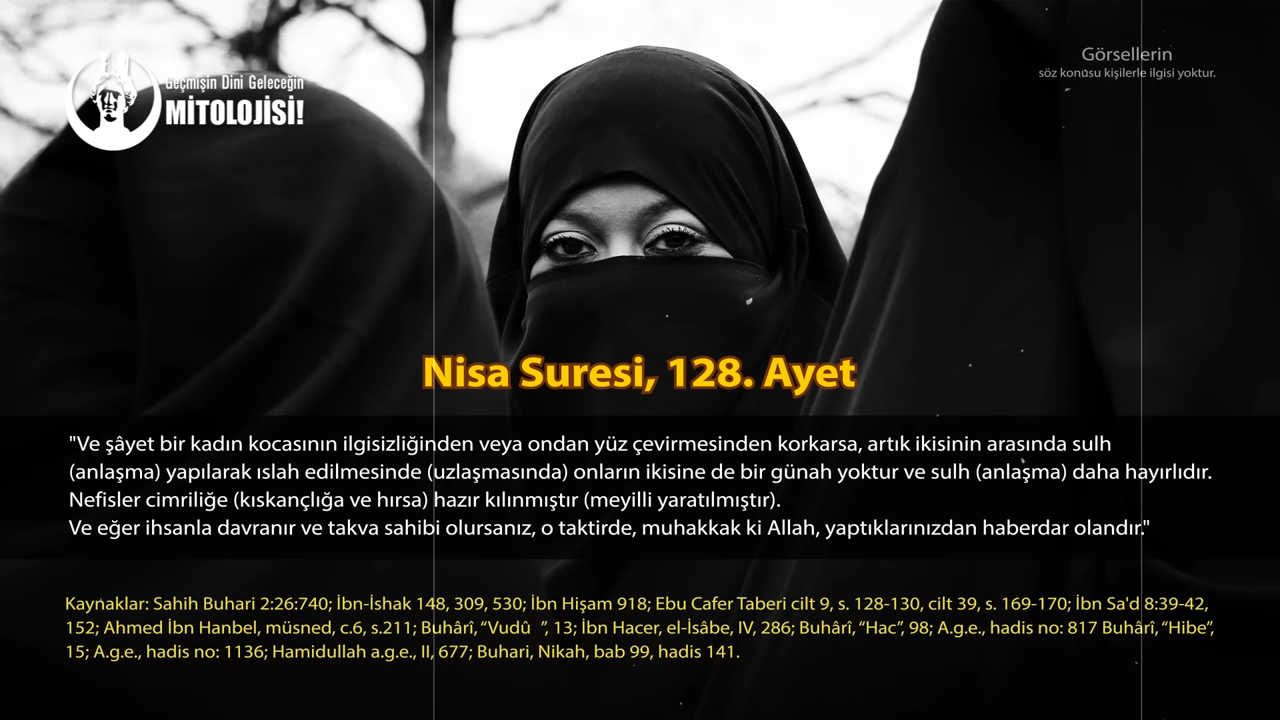 Geçmişin Dini Geleceğin
MİTOLOJİSİ!
Görsellerin
söz konusu kişilerle ilgisi yoktur.
Nisa Suresi, 128. Ayet
"Ve şâyet bir kadın kocasının ilgisizliğinden veya ondan yüz çevirmesinden korkarsa, artık ikisinin arasında sulh
(anlaşma) yapılarak ıslah edilmesinde (uzlaşmasında) onların ikisine de bir günah yoktur ve sulh (anlaşma) daha hayırlıdır.
Nefisler cimriliğe (kıskançlığa ve hırsa) hazır kılınmıştır (meyilli yaratılmıştır).
Ve eğer ihsanla davranır ve takva sahibi olursanız, o taktirde, muhakkak ki Allah, yaptıklarınızdan haberdar olandır."
Kaynaklar: Sahih Buhari 2:26:740; İbn-İshak 148, 309, 530; İbn Hişam 918; Ebu Cafer Taberi cilt 9, s. 128-130, cilt 39, s. 169-170; İbn Sa'd 8:39-42,
152; Ahmed İbn Hanbel, müsned, c.6, s.211; Buhârî, “Vudû ”, 13; İbn Hacer, el-İsâbe, IV, 286; Buhârî, “Hac”, 98; A.g.e., hadis no: 817 Buhârî, “Hibe”,
15; A.g.e., hadis no: 1136; Hamidullah a.g.e., II, 677; Buhari, Nikah, bab 99, hadis 141.